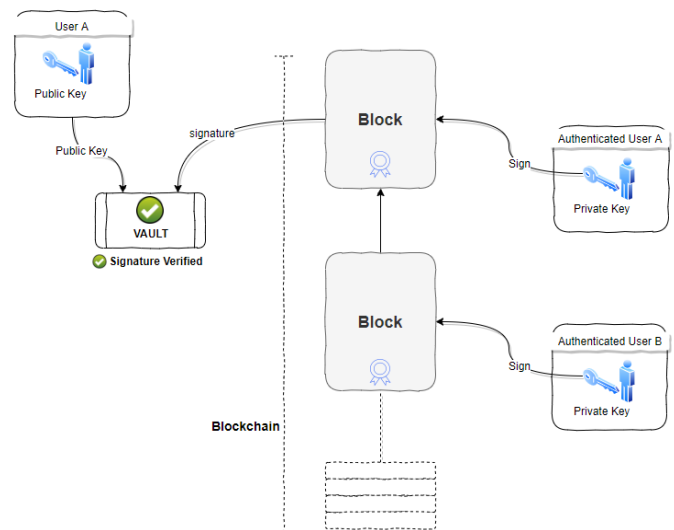 User A
Public Key
Public Key
signature
VAULT
Signature Verified
Block
Sign
Authenticated User A
Private Key
Block
Sign
Authenticated User B
Private Key
Blockchain